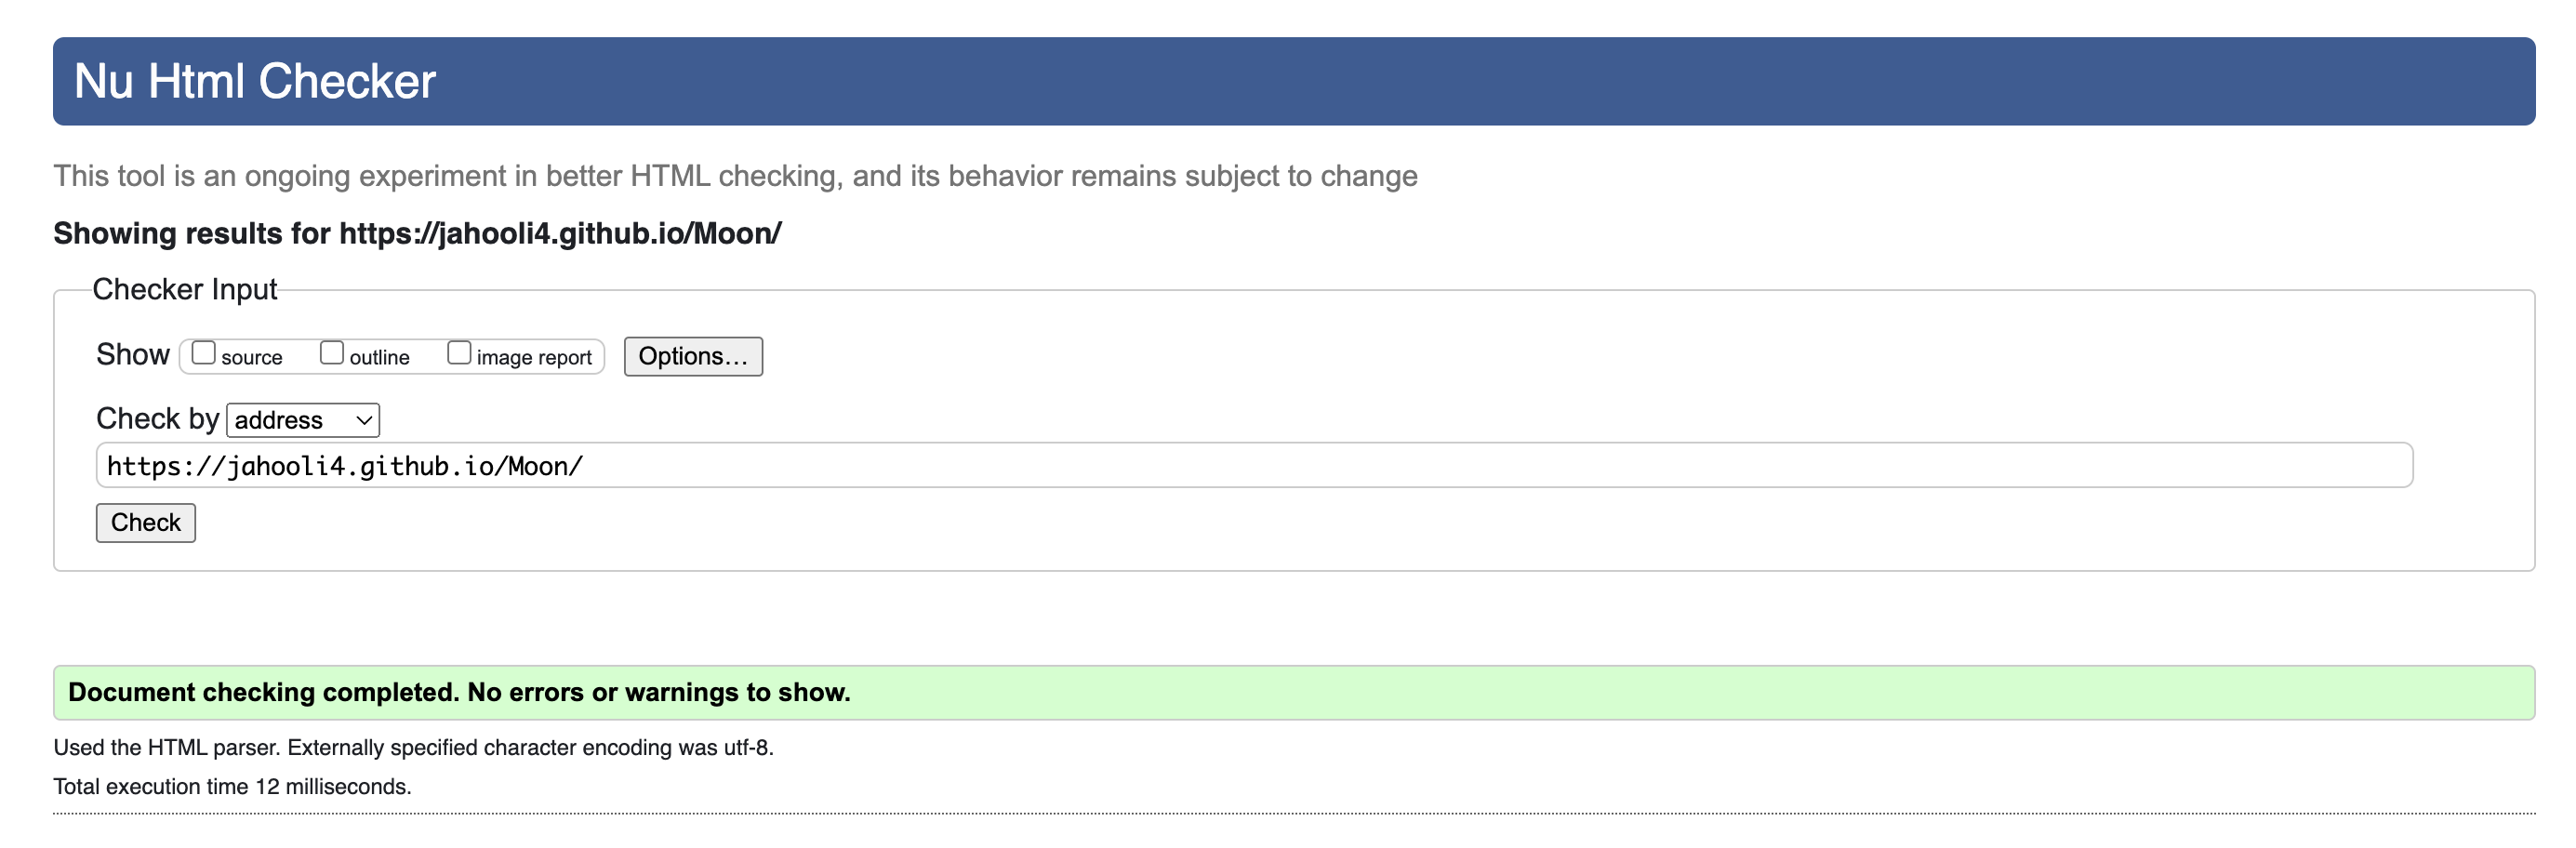 Nu Html Checker
This tool is an ongoing experiment in better HTML checking, and its behavior remains subject to change
Showing results for https://jahooli4.github.io/Moon/
Checker Input
Show source outline image report Options…
Check by address
https://jahooli4.github.io/Moon/
Check
Document checking completed. No errors or warnings to show.
Used the HTML parser. Externally specified character encoding was utf-8.
Total execution time 12 milliseconds.